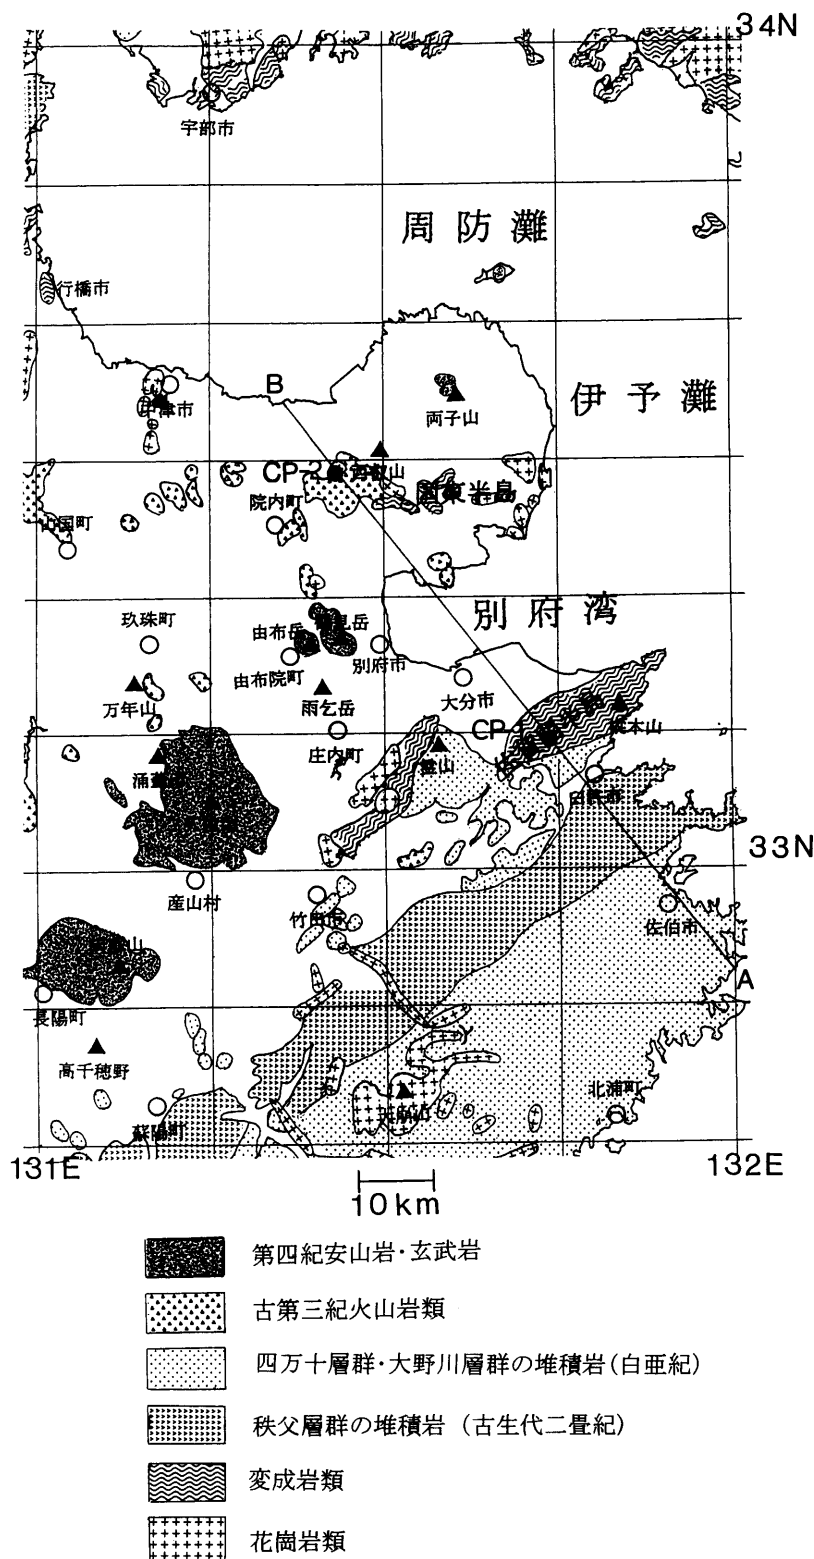 34N
宇部市
周防灘
行橋市
B
伊予灘
中津市
両子山
CP-2
国東半島
院内町
玖珠町
由布岳
別府湾
由布院町
別府市
大分市
万年山
雨乞岳
CP-
庄内町
霊山
臼杵市
33N
産山村
竹田市
佐伯市
A
長陽町
高千穂野
北浦町
蘇陽町
131E
132E
10km
第四紀安山岩・玄武岩
古第三紀火山岩類
四万十層群・大野川層群の堆積岩(白亜紀)
秩父層群の堆積岩 (古生代二畳紀)
変成岩類
花崗岩類